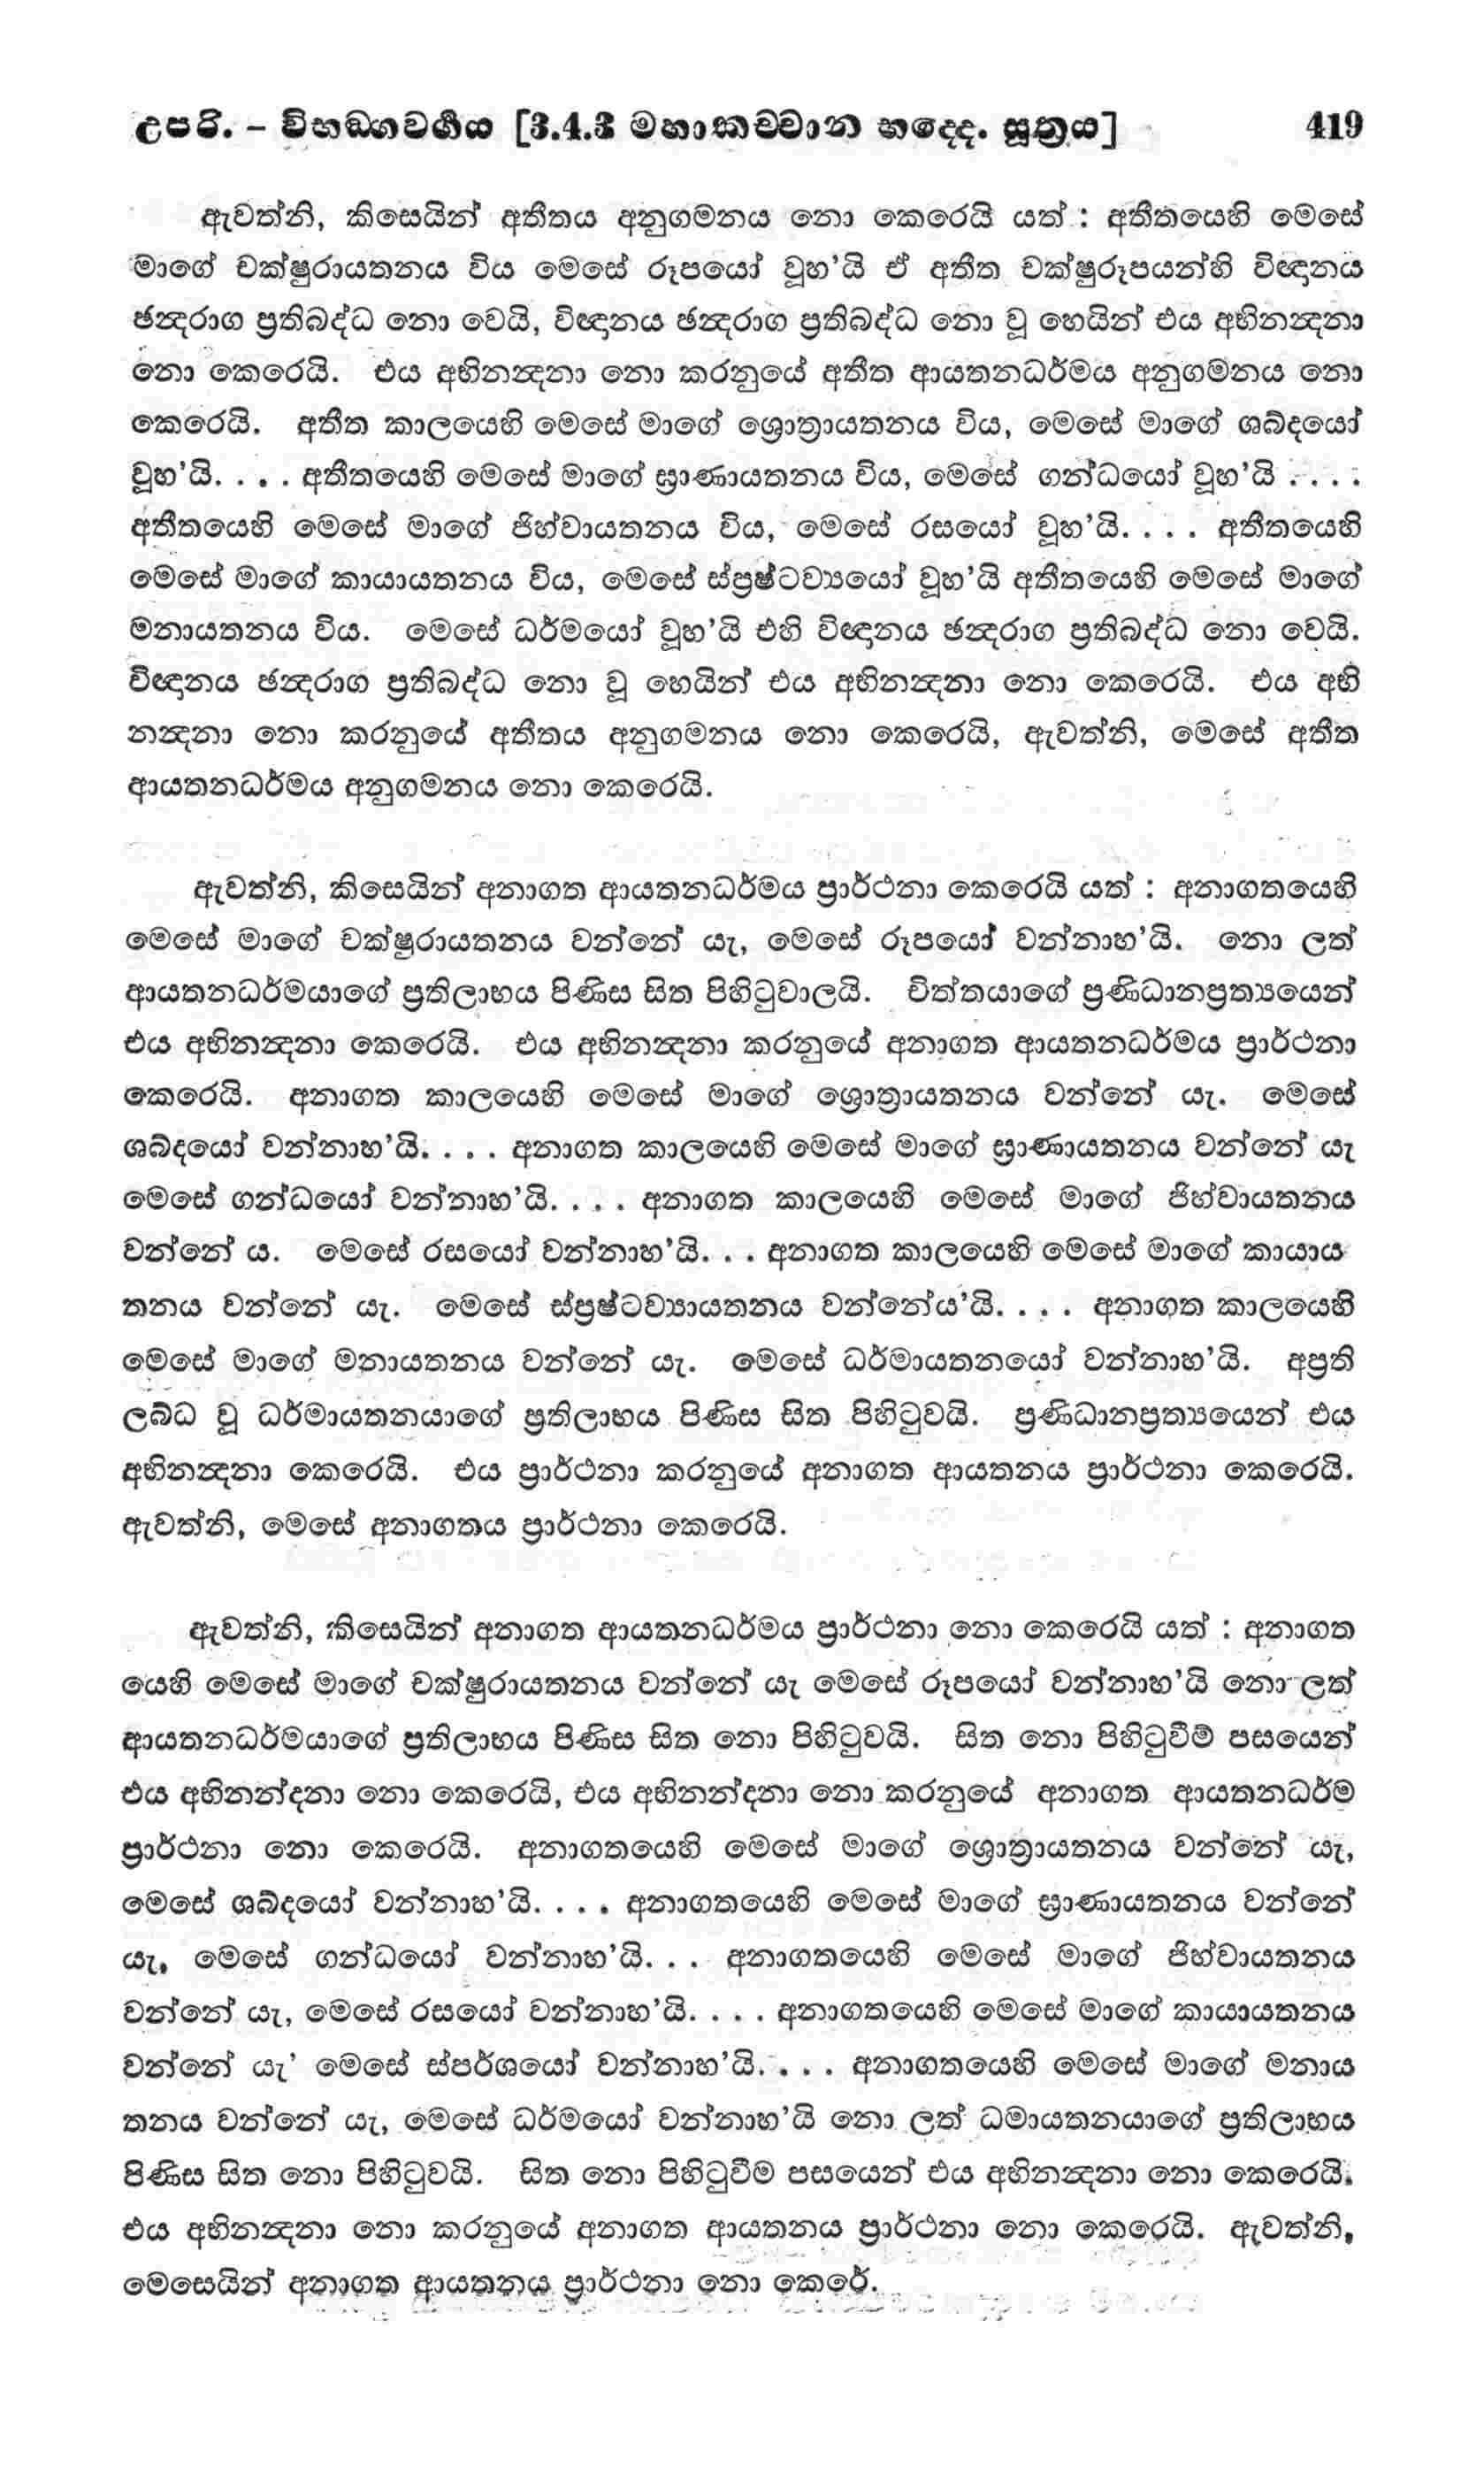 උපරි. – විභඞ්ගවර්‍ගය [3.4.3 මහාකච්චාන භද්දෙ. සූත්‍රය] 419
ඇවත්නි, කිසෙයින් අතීතය අනුගමනය නො කෙරෙයි යත් : අතීතයෙහි මෙසේ
මාගේ චක්ෂුරායතනය විය මෙසේ රූපයෝ වූහ’යි ඒ අතීත චක්ෂුරූපයන්හි විඥානය
ඡන්‍දරාග ප්‍රතිබද්ධ නො වෙයි, විඥානය ඡන්‍දරාග ප්‍රතිබද්ධ නො වූ හෙයින් එය අභිනන්‍දනා
නො කෙරෙයි. එය අභිනන්‍දනා නො කරනුයේ අතීත ආයතනධර්මය අනුගමනය නො
කෙරෙයි. අතීත කාලයෙහි මෙසේ මාගේ ශ්‍රොත්‍රායතනය විය, මෙසේ මාගේ ශබ්දයෝ
වූහ’යි. . . . අතීතයෙහි මෙසේ මාගේ ඝ්‍රාණායතනය විය, මෙසේ ගන්ධයෝ වූහ’යි . . . .
අතීතයෙහි මෙසේ මාගේ ජිහ්වායතනය විය, මෙසේ රසයෝ වූහ’යි. . . . අතීතයෙහි
මෙසේ මාගේ කායායතනය විය, මෙසේ ස්ප්‍රෂ්ටව්‍යයෝ වූහ’යි අතීතයෙහි මෙසේ මාගේ
මනායතනය විය. මෙසේ ධර්මයෝ වූහ’යි එහි විඥානය ඡන්‍දරාග ප්‍රතිබද්ධ නො වෙයි.
විඥානය ඡන්‍දරාග ප්‍රතිබද්ධ නො වූ හෙයින් එය අභිනන්‍දනා නො කෙරෙයි. එය අභි
නන්‍දනා නො කරනුයේ අතීතය අනුගමනය නො කෙරෙයි, ඇවත්නි, මෙසේ අතීත
ආයතනධර්මය අනුගමනය නො කෙරෙයි.
ඇවත්නි, කිසෙයින් අනාගත ආයතනධර්මය ප්‍රාර්ථනා කෙරෙයි යත් : අනාගතයෙහි
මෙසේ මාගේ චක්ෂුරායතනය වන්නේ යැ, මෙසේ රූපයෝ වන්නාහ’යි. නො ලත්
ආයතනධර්මයාගේ ප්‍රතිලාභය පිණිස සිත පිහිටුවාලයි. චිත්තයාගේ ප්‍රණිධානප්‍රත්‍යයෙන්
එය අභිනන්‍දනා කෙරෙයි. එය අභිනන්‍දනා කරනුයේ අනාගත ආයතනධර්මය ප්‍රාර්ථනා
කෙරෙයි. අනාගත කාලයෙහි මෙසේ මාගේ ශ්‍රොත්‍රායතනය වන්නේ යැ. මෙසේ
ශබ්දයෝ වන්නාහ’යි. . . . අනාගත කාලයෙහි මෙසේ මාගේ ඝ්‍රාණායතනය වන්නේ යැ
මෙසේ ගන්ධයෝ වන්නාහ’යි. . . . අනාගත කාලයෙහි මෙසේ මාගේ ජිහ්වායතනය
වන්නේ ය. මෙසේ රසයෝ වන්නාහ’යි. . . අනාගත කාලයෙහි මෙසේ මාගේ කායාය
තනය වන්නේ යැ. මෙසේ ස්ප්‍රෂ්ටව්‍යායතනය වන්නේය’යි. . . . අනාගත කාලයෙහි
මෙසේ මාගේ මනායතනය වන්නේ යැ. මෙසේ ධර්මායතනයෝ වන්නාහ’යි. අප්‍රති
ලබ්ධ වූ ධර්මායතනයාගේ ප්‍රතිලාභය පිණිස සිත පිහිටුවයි. ප්‍රණිධානප්‍රත්‍යයෙන් එය
අභිනන්‍දනා කෙරෙයි. එය ප්‍රාර්ථනා කරනුයේ අනාගත ආයතනය ප්‍රාර්ථනා කෙරෙයි.
ඇවත්නි, මෙසේ අනාගතය ප්‍රාර්ථනා කෙරෙයි.
ඇවත්නි, කිසෙයින් අනාගත ආයතනධර්මය ප්‍රාර්ථනා නො කෙරෙයි යත් : අනාගත
යෙහි මෙසේ මාගේ චක්ෂුරායතනය වන්නේ යැ මෙසේ රූපයෝ වන්නාහ’යි නො ලත්
ආයතනධර්මයාගේ ප්‍රතිලාභය පිණිස සිත නො පිහිටුවයි. සිත නො පිහිටුවීම් පසයෙන්
එය අභිනන්දනා නො කෙරෙයි, එය අභිනන්දනා නො කරනුයේ අනාගත ආයතනධර්ම
ප්‍රාර්ථනා නො කෙරෙයි. අනාගතයෙහි මෙසේ මාගේ ශ්‍රොත්‍රායතනය වන්නේ යැ,
මෙසේ ශබ්දයෝ වන්නාහ’යි. . . . අනාගතයෙහි මෙසේ මාගේ ඝ්‍රාණායතනය වන්නේ
යැ, මෙසේ ගන්ධයෝ වන්නාහ’යි. . . අනාගතයෙහි මෙසේ මාගේ ජිහ්වායතනය
වන්නේ යැ, මෙසේ රසයෝ වන්නාහ’යි. . . . අනාගතයෙහි මෙසේ මාගේ කායායතනය
වන්නේ යැ’ මෙසේ ස්පර්ශයෝ වන්නාහ’යි. . . . අනාගතයෙහි මෙසේ මාගේ මනාය
තනය වන්නේ යැ, මෙසේ ධර්මයෝ වන්නාහ’යි නො ලත් ධමායතනයාගේ ප්‍රතිලාභය
පිණිස සිත නො පිහිටුවයි. සිත නො පිහිටුවීම පසයෙන් එය අභිනන්‍දනා නො කෙරෙයි.
එය අභිනන්‍දනා නො කරනුයේ අනාගත ආයතනය ප්‍රාර්ථනා නො කෙරෙයි. ඇවත්නි,
මෙසෙයින් අනාගත ආයතනය ප්‍රාර්ථනා නො කෙරේ.